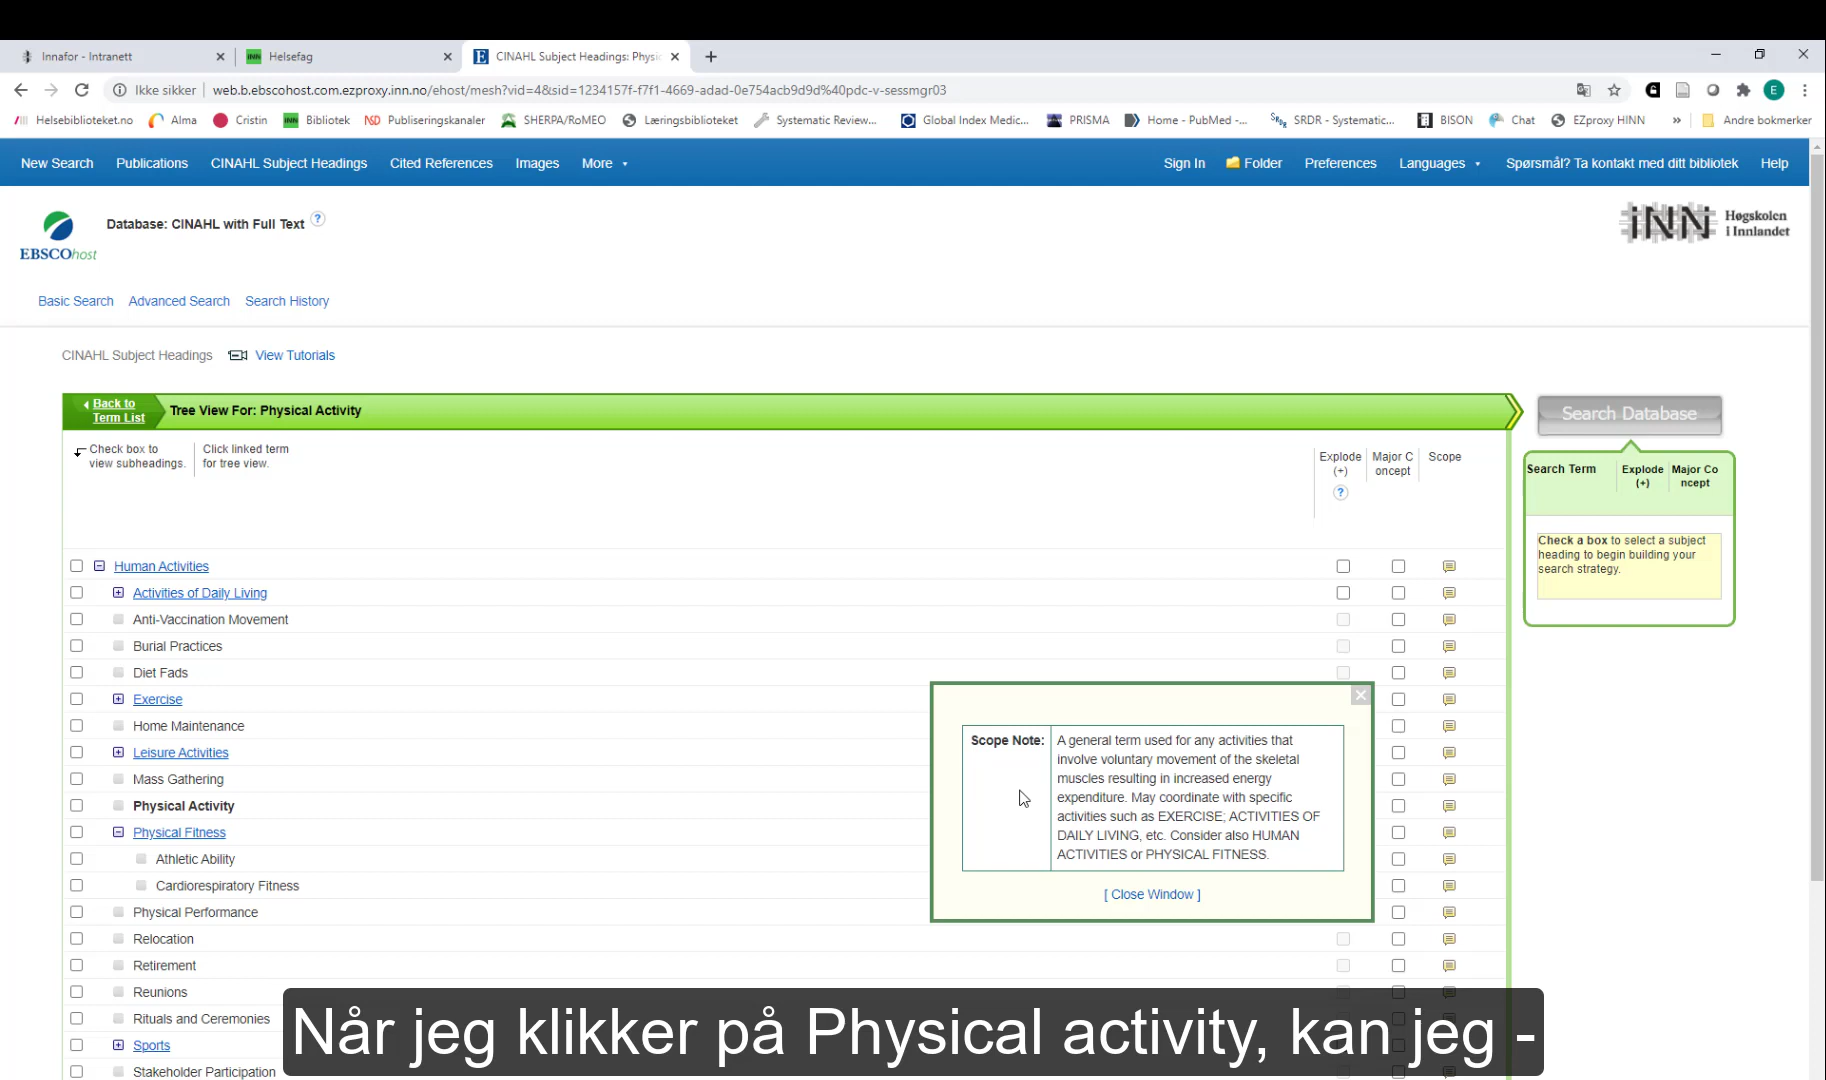 Innafor - Intranett
Helsefag
CINAHL Subject Headings: Physic
Ikke sikker
web.b.ebscohost.com.ezproxy.inn.no/ehost/mesh?vid=4&sid=1234157f-f7f1-4669-adad-0e754acb9d9d%40pdc-v-sessmgr03
Helsebiblioteket.no
Alma
Cristin
Bibliotek
Publiseringskanaler
SHERPA/RoMEO
Læringsbiblioteket
Systematic Review...
Global Index Medic...
PRISMA
Home - PubMed -...
SRDR - Systematic...
BISON
Chat
EZproxy HINN
Andre bokmerker
New Search Publications CINAHL Subject Headings Cited References Images More
Sign In Folder Preferences Languages Spørsmål? Ta kontakt med ditt bibliotek Help
EBSCOhost
Database: CINAHL with Full Text
INN Høgskolen
i Innlandet
Basic Search Advanced Search Search History
CINAHL Subject Headings View Tutorials
Back to
Term List
Tree View For: Physical Activity
Check box to
view subheadings.
Click linked term
for tree view.
Explode
(+)
Major C
oncept
Scope
Human Activities
Activities of Daily Living
Anti-Vaccination Movement
Burial Practices
Diet Fads
Exercise
Home Maintenance
Leisure Activities
Mass Gathering
Physical Activity
Physical Fitness
Athletic Ability
Cardiorespiratory Fitness
Physical Performance
Relocation
Retirement
Reunions
Rituals and Ceremonies
Sports
Stakeholder Participation
Scope Note:
A general term used for any activities that
involve voluntary movement of the skeletal
muscles resulting in increased energy
expenditure. May coordinate with specific
activities such as EXERCISE; ACTIVITIES OF
DAILY LIVING, etc. Consider also HUMAN
ACTIVITIES or PHYSICAL FITNESS.
[ Close Window ]
Search Database
Search Term
Explode
(+)
Major Co
ncept
Check a box to select a subject
heading to begin building your
search strategy.
Når jeg klikker på Physical activity, kan jeg -